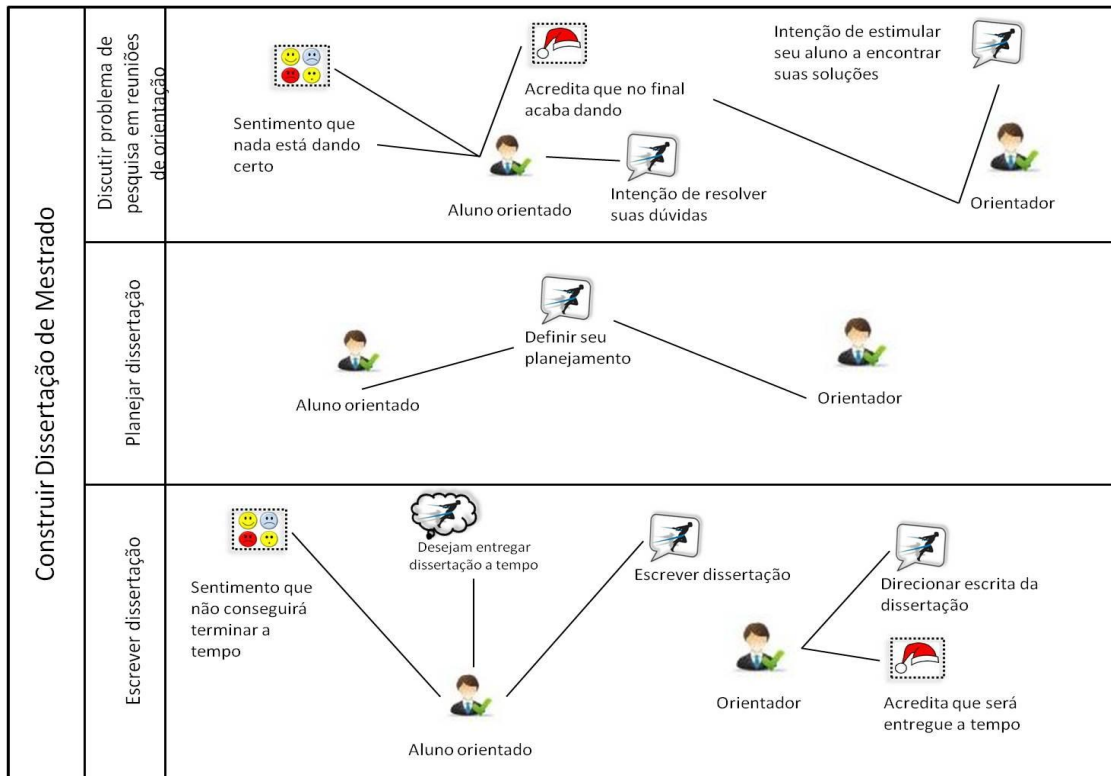 Construir Dissertação de Mestrado
Discutir problema de
pesquisa em reuniões
de orientação
Sentimento que
nada está dando
certo
Acredita que no final
acaba dando
Aluno orientado
Intenção de resolver
suas dúvidas
Intenção de estimular
seu aluno a encontrar
suas soluções
Orientador
Planejar dissertação
Aluno orientado
Definir seu
planejamento
Orientador
Escrever dissertação
Sentimento que
não conseguirá
terminar a
tempo
Desejam entregar
dissertação a tempo
Escrever dissertação
Aluno orientado
Orientador
Direcionar escrita da
dissertação
Acredita que será
entregue a tempo